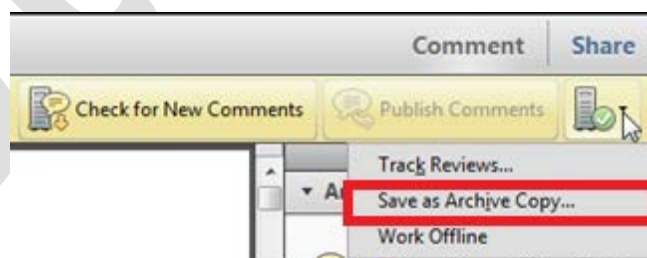 Comment Share
Check for New Comments Publish Comments
Track Reviews...
Save as Archive Copy...
Work Offline